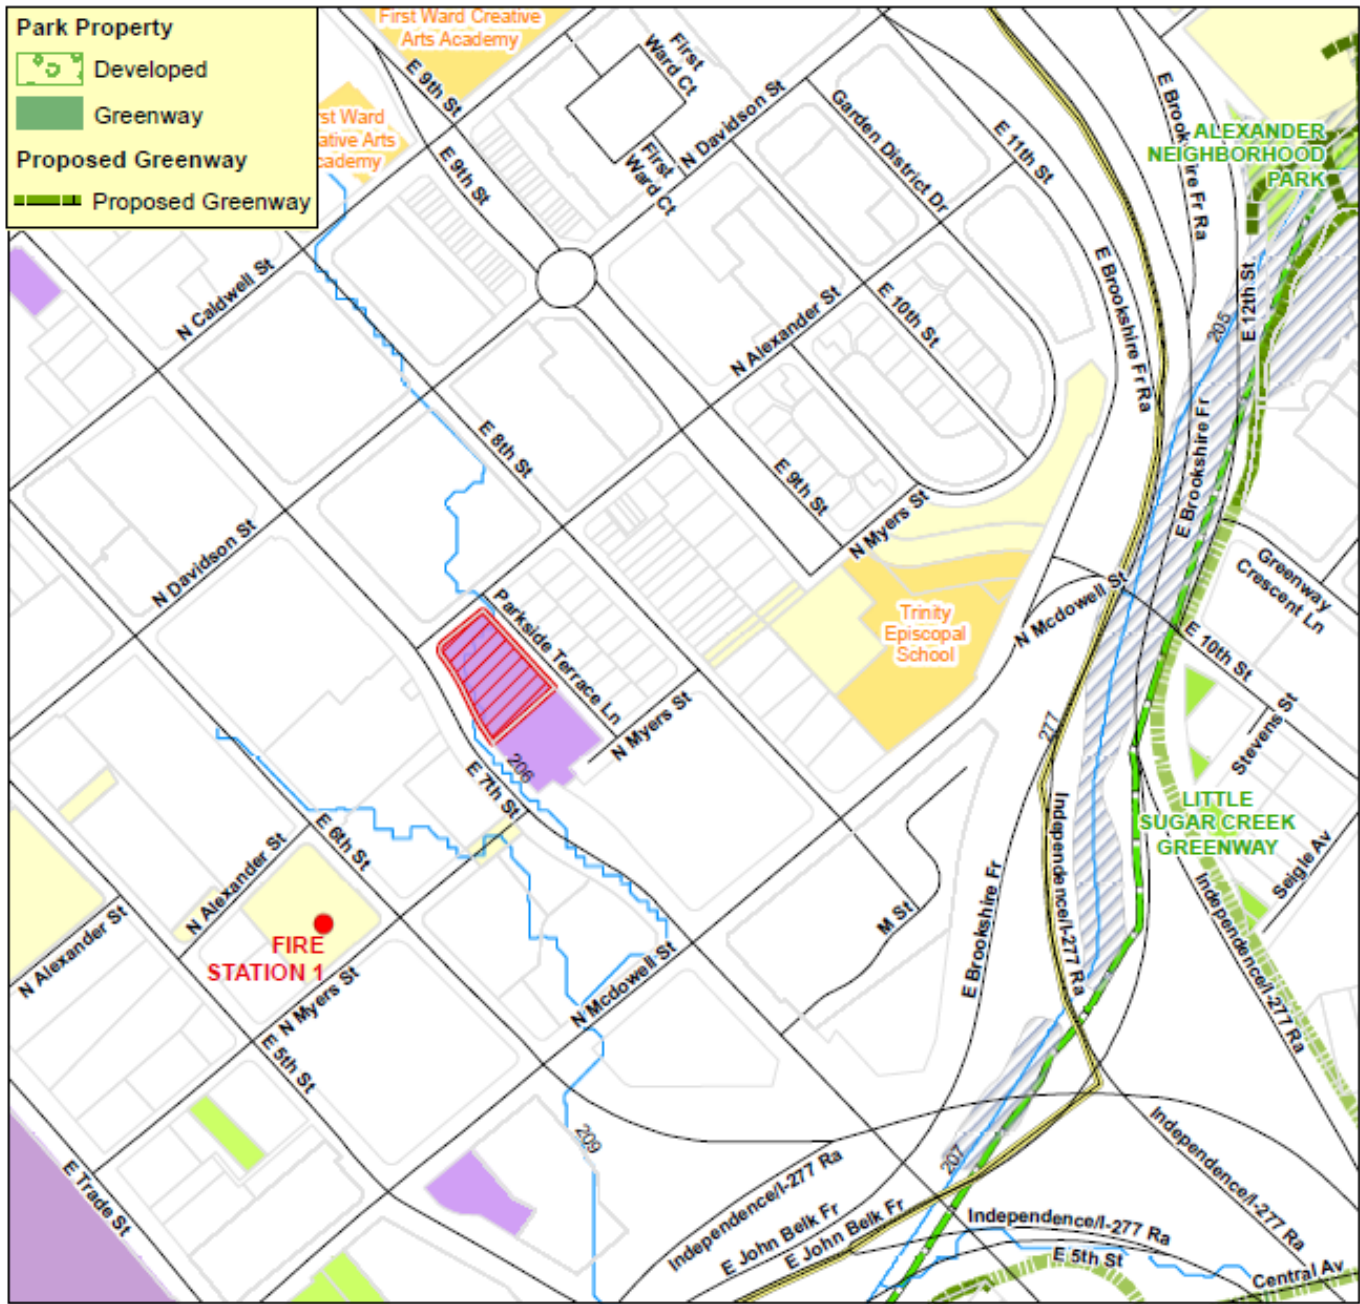 Park Property
Developed
Greenway
Proposed Greenway
Proposed Greenway
First Ward Creative
Arts Academy
rst Ward
ative Arts
cademy
E 9th St
E 9th St
First
Ward Ct
First
Ward Ct
N Davidson St
Garden District Dr
E 11th St
E Brookshire Fr Ra
ALEXANDER
NEIGHBORHOOD
PARK
N Caldwell St
N Alexander St
E 10th St
E Brookshire Fr Ra
205
E 12th St
E 8th St
E 9th St
N Myers St
E Brookshire Fr
N Davidson St
Greenway
Crescent Ln
Parkside Terrace Ln
Trinity
Episcopal
School
N Mcdowell St
E 10th St
N Myers St
277
Stevens St
206
E 7th St
LITTLE
SUGAR CREEK
GREENWAY
N Alexander St
E 6th St
Independence/I-277 Ra
Seigle Av
E Brookshire Fr
M St
N Alexander St
FIRE
STATION 1
N Myers St
N Mcdowell St
Independence/I-277 Ra
E 5th St
209
207
E Trade St
Independence/I-277 Ra
Independence/I-277 Ra
E John Belk Fr
E John Belk Fr
Independence/I-277 Ra
E 5th St
Central Av